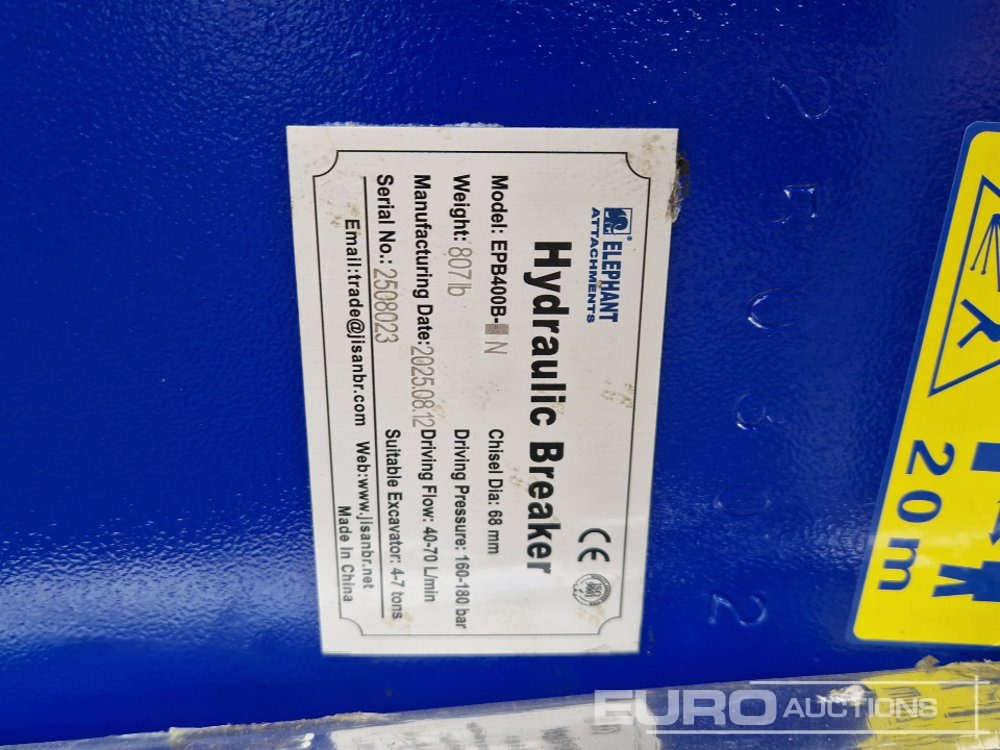 ELEPHANT
ATTACHMENTS
CE
Hydraulic Breaker
Model: EPB400B- N
Chisel Dia: 68 mm
Weight: 807lb
Driving Pressure: 160-180 bar
Manufacturing Date: 2025.08.12
Driving Flow: 40-70 L/min
Serial No.: 2508023
Suitable Excavator: 4-7 tons
Email:trade@jisanbr.com Web:www.jisanbr.net
Made In China
20m
EURO AUCTIONS